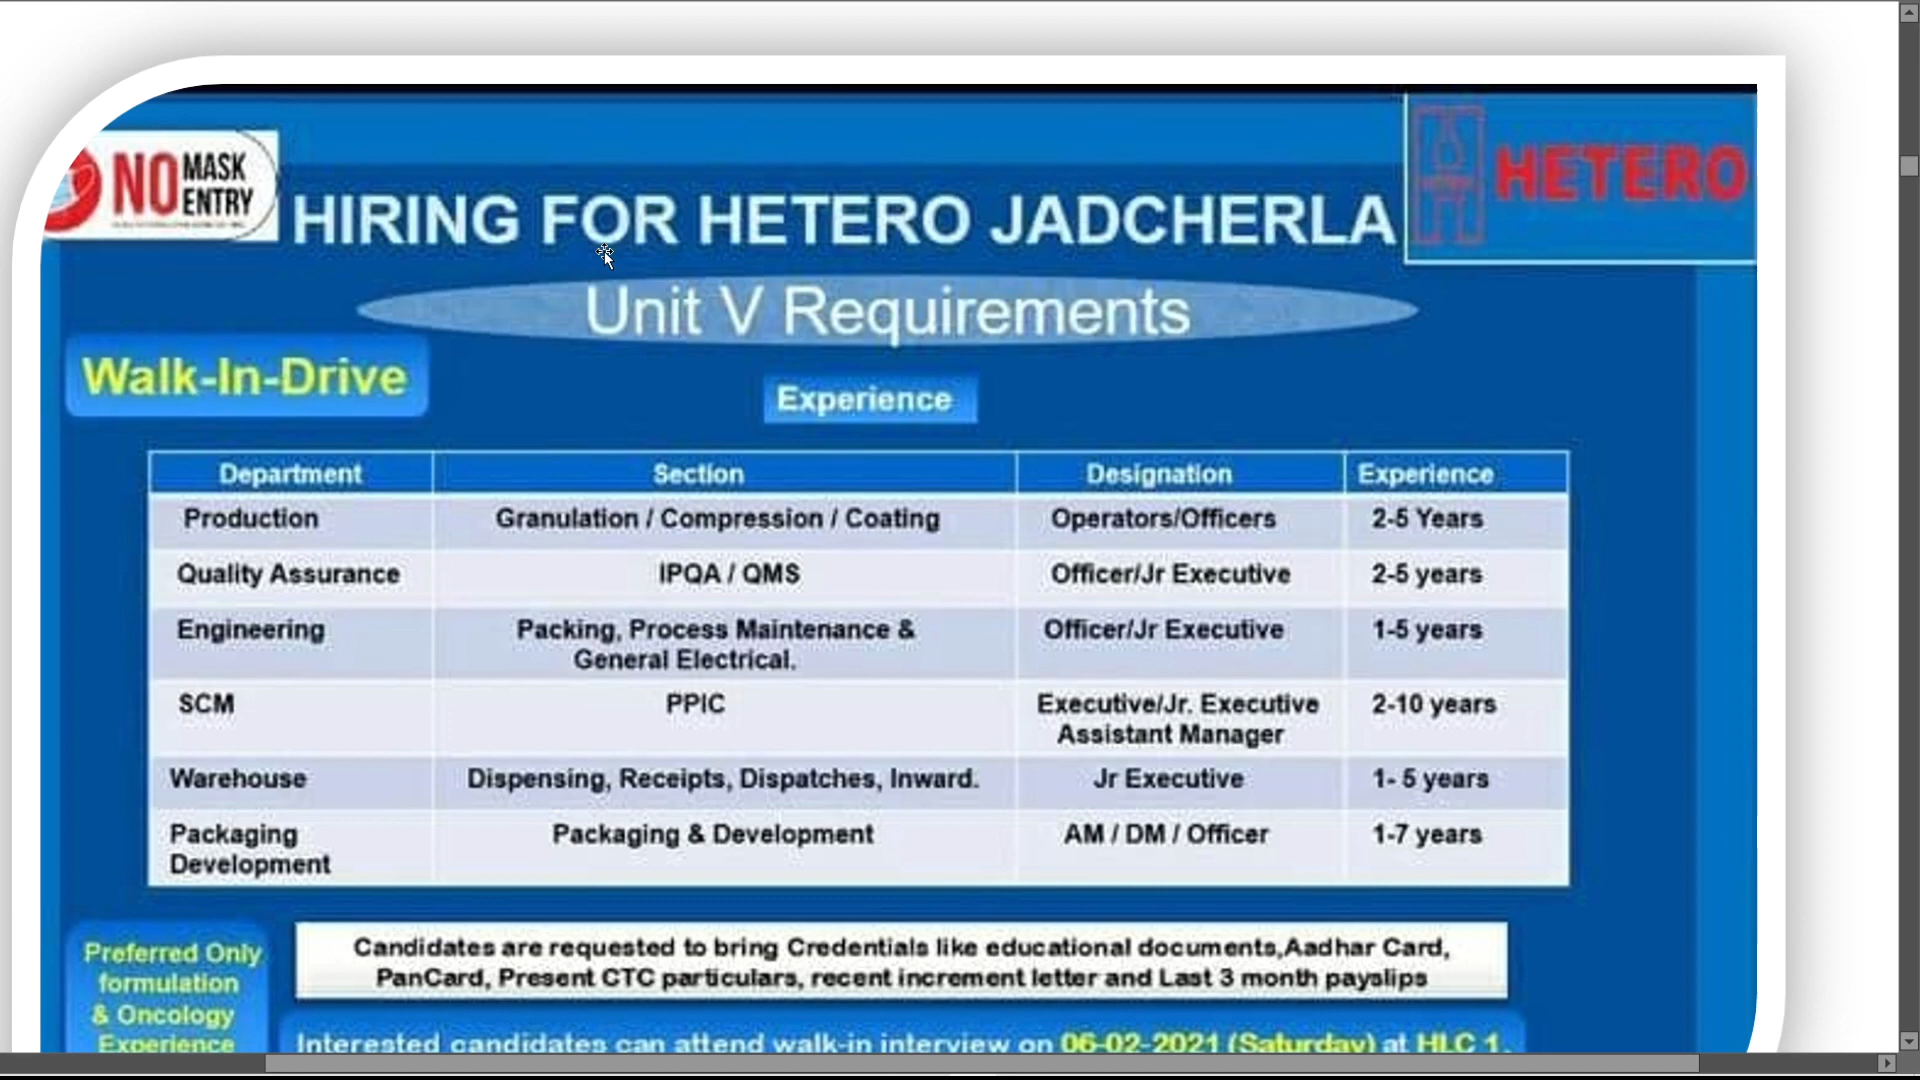 NO MASK
ENTRY
HIRING FOR HETERO JADCHERLA
HETERO
Unit V Requirements
Walk-In-Drive
Experience
Department Section Designation Experience
Production Granulation / Compression / Coating Operators/Officers 2-5 Years
Quality Assurance IPQA / QMS Officer/Jr Executive 2-5 years
Engineering Packing, Process Maintenance & Officer/Jr Executive 1-5 years
General Electrical.
SCM PPIC Executive/Jr. Executive 2-10 years
Assistant Manager
Warehouse Dispensing, Receipts, Dispatches, Inward. Jr Executive 1- 5 years
Packaging Packaging & Development AM / DM / Officer 1-7 years
Development
Preferred Only
formulation
& Oncology
Experience
Candidates are requested to bring Credentials like educational documents,Aadhar Card,
PanCard, Present CTC particulars, recent increment letter and Last 3 month payslips
Interested candidates can attend walk-in interview on 06-02-2021 (Saturday) at HLC 1,